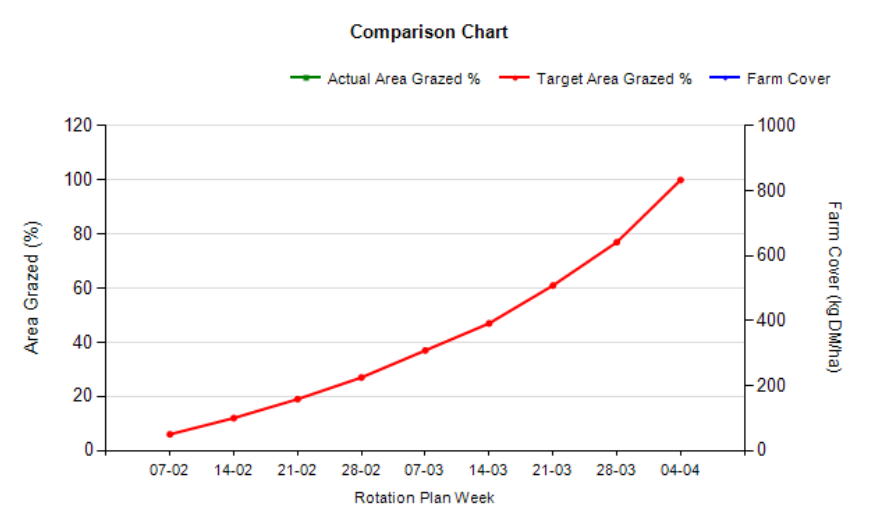 Comparison Chart
Actual Area Grazed % Target Area Grazed % Farm Cover
120 1000
100 800
80 600
60 400
40 200
20 0
0
Area Grazed (%)
Farm Cover (kg DM/ha)
07-02 14-02 21-02 28-02 07-03 14-03 21-03 28-03 04-04
Rotation Plan Week